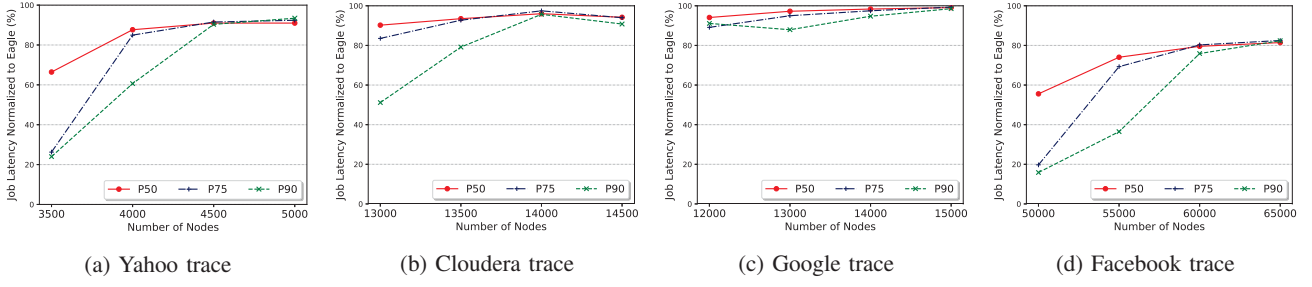 Job Latency Normalized to Eagle (%)
100
80
60
40
20
0
P50 P75 P90
3500 4000 4500 5000
Number of Nodes
(a) Yahoo trace
Job Latency Normalized to Eagle (%)
100
80
60
40
20
0
P50 P75 P90
13000 13500 14000 14500
Number of Nodes
(b) Cloudera trace
Job Latency Normalized to Eagle (%)
100
80
60
40
20
0
P50 P75 P90
12000 13000 14000 15000
Number of Nodes
(c) Google trace
Job Latency Normalized to Eagle (%)
100
80
60
40
20
0
P50 P75 P90
50000 55000 60000 65000
Number of Nodes
(d) Facebook trace